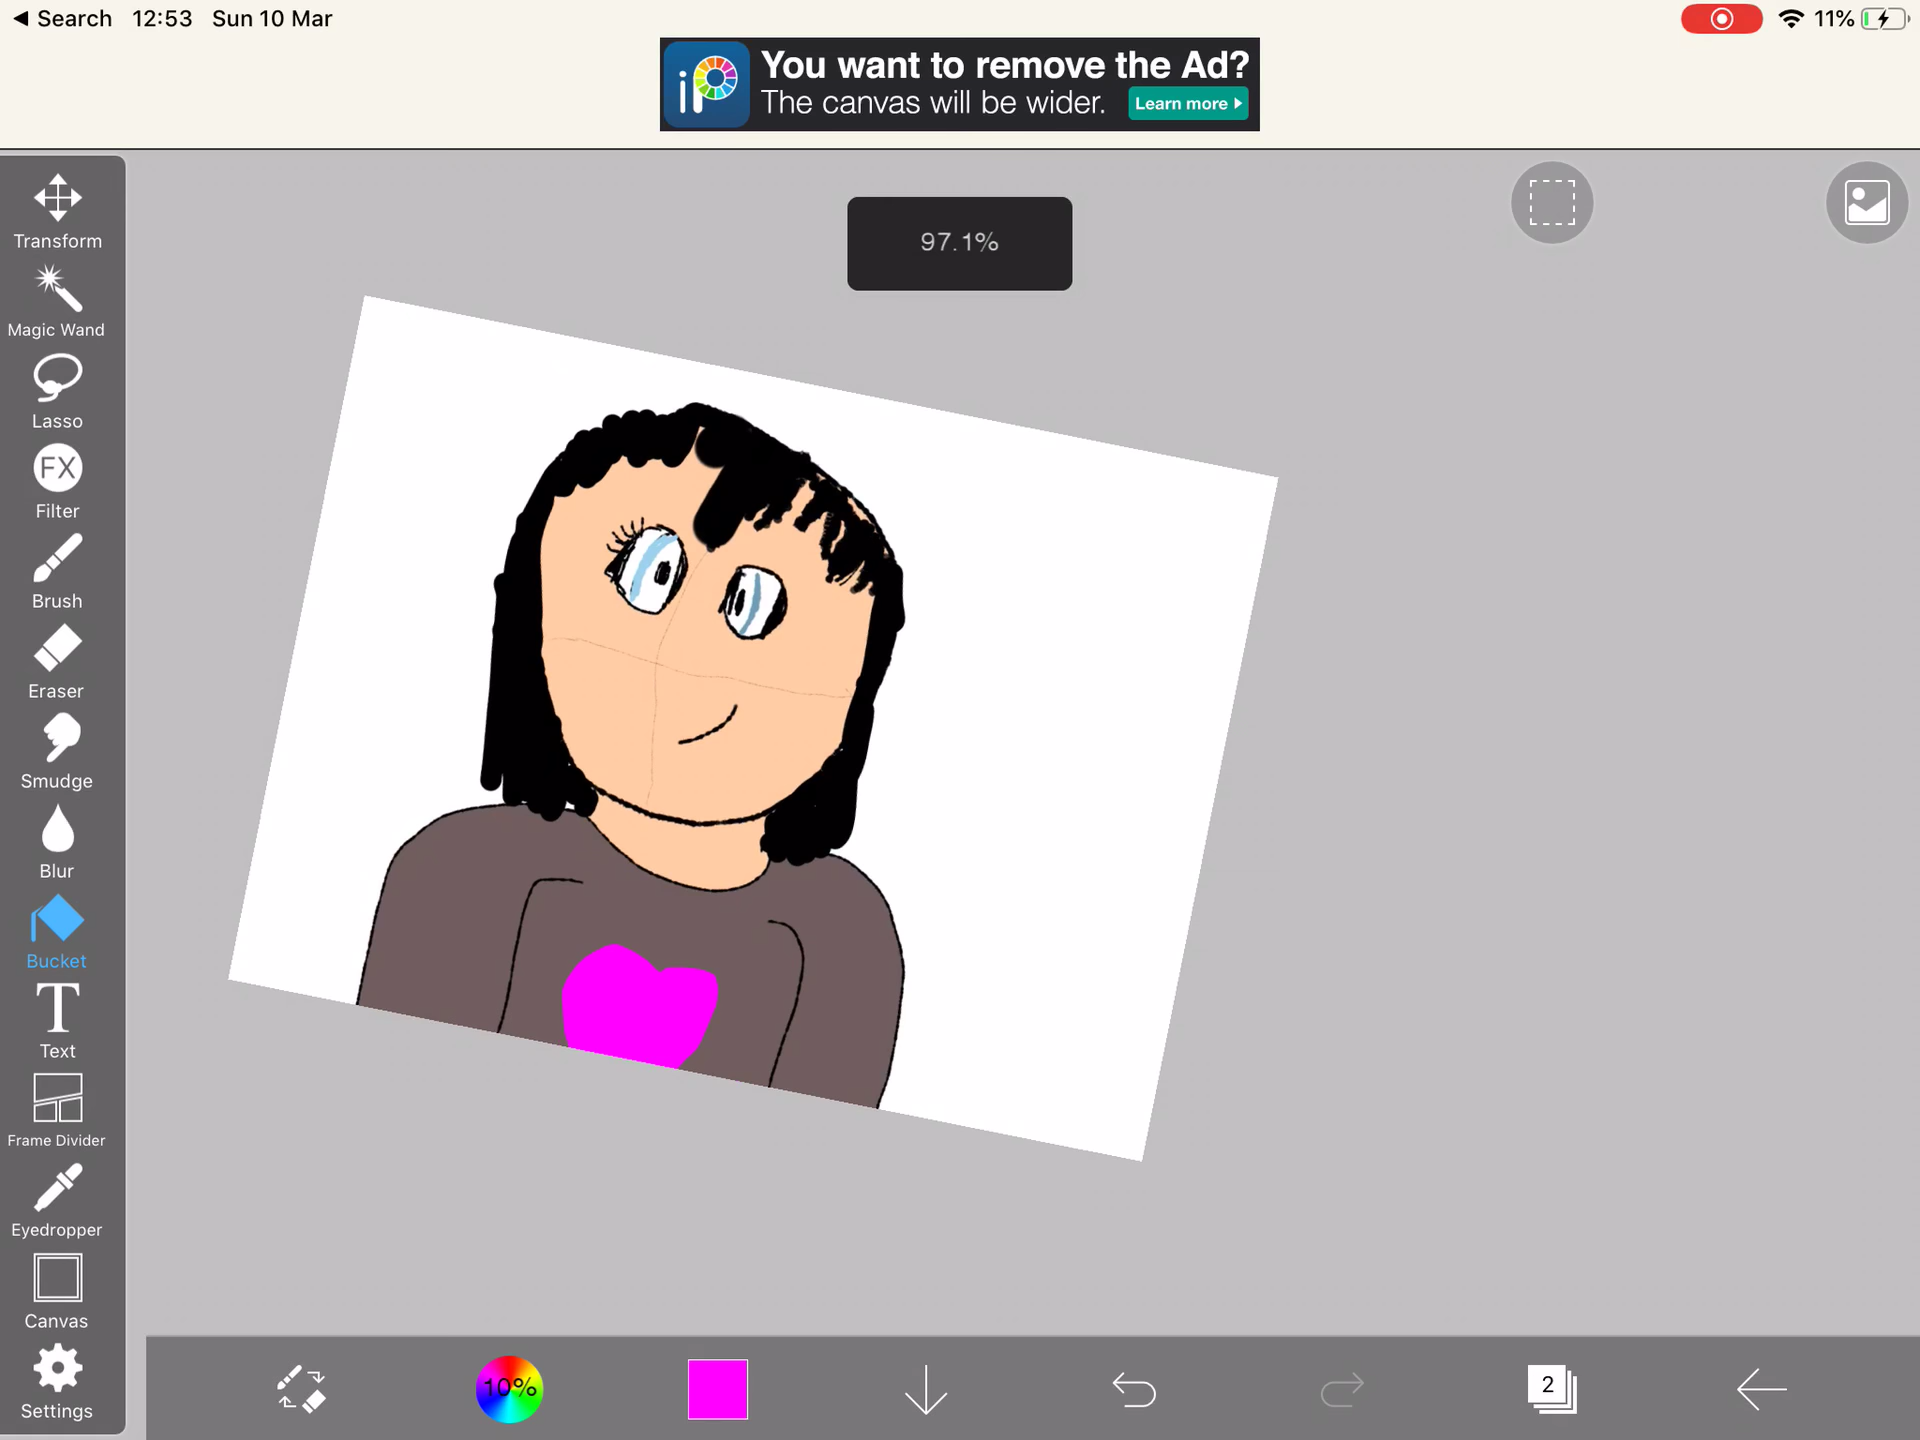 Search 12:53 Sun 10 Mar 11%
iP
You want to remove the Ad?
The canvas will be wider. Learn more
97.1%
Transform
Magic Wand
Lasso
FX
Filter
Brush
Eraser
Smudge
Blur
Bucket
T
Text
Frame Divider
Eyedropper
Canvas
Settings
10%
2